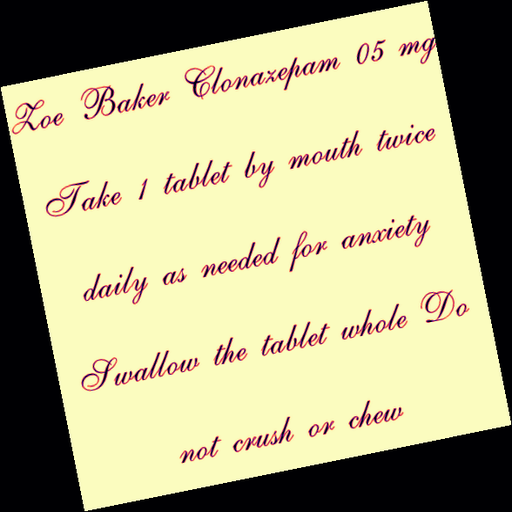 Zoe Baker Clonazepam 05 mg
Take 1 tablet by mouth twice
daily as needed for anxiety
Swallow the tablet whole Do
not crush or chew